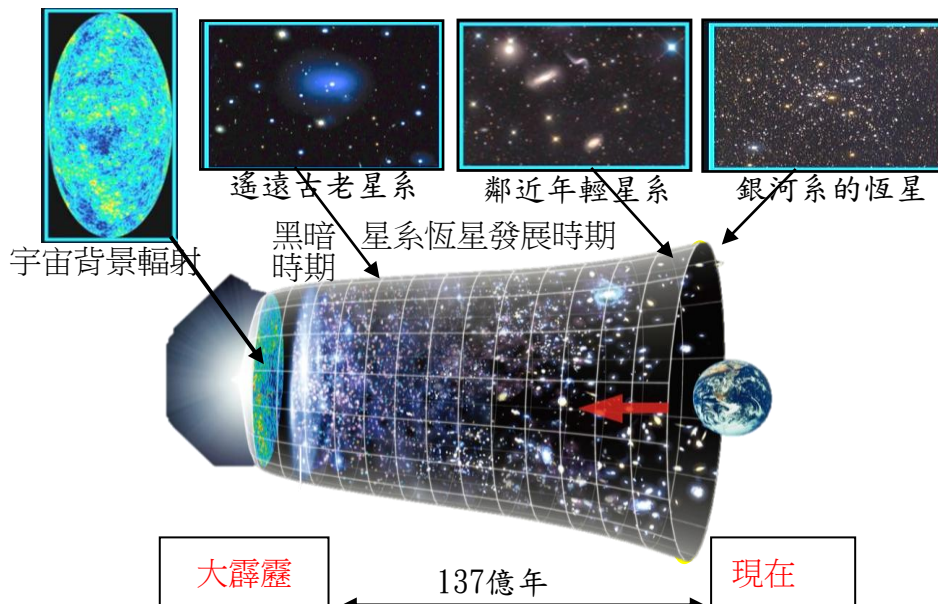 遙遠古老星系
鄰近年輕星系
銀河系的恆星
宇宙背景輻射
黑暗
時期
星系恆星發展時期
大霹靂
137億年
現在